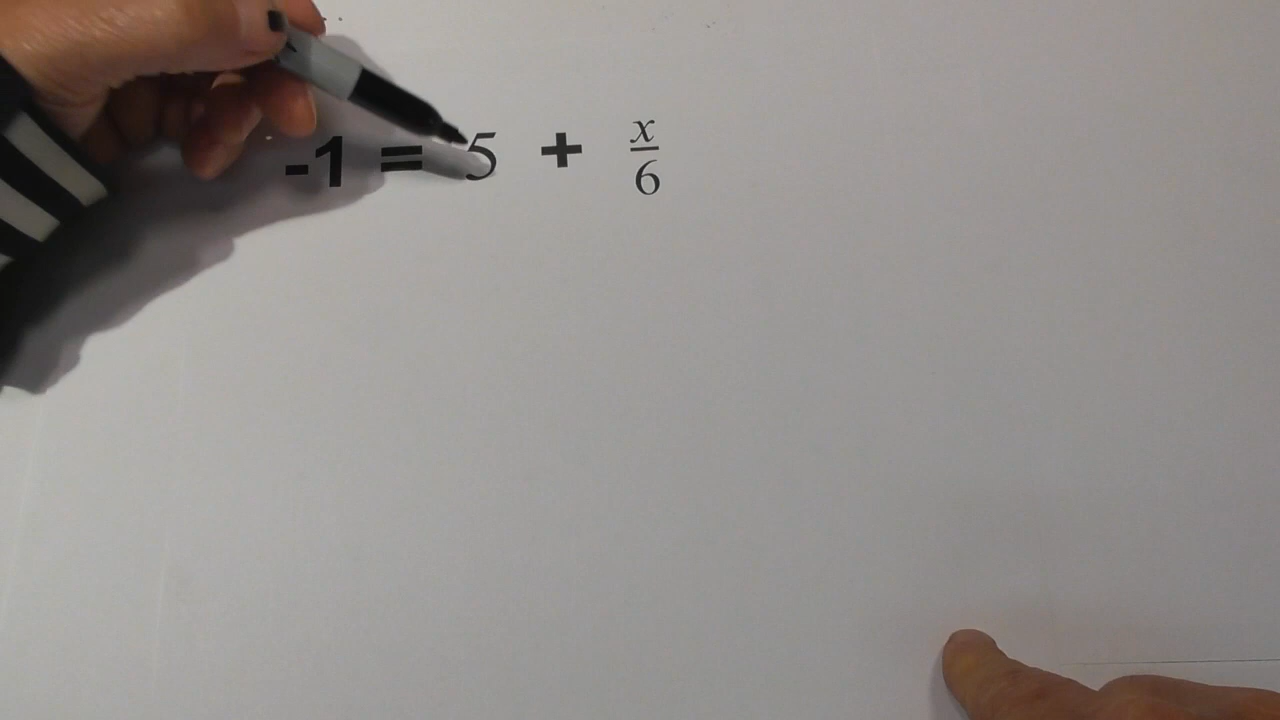 -1 = 5 + x/6